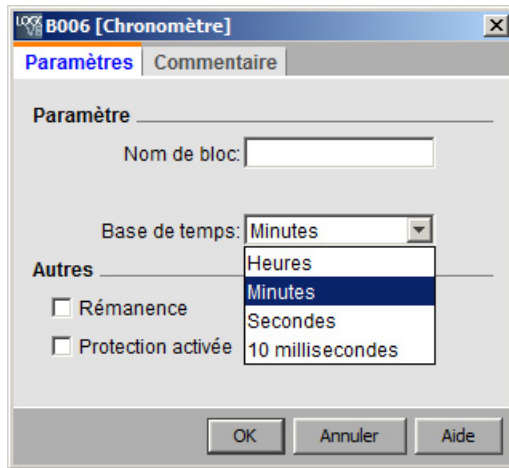 B006 [Chronomètre]
Paramètres Commentaire
Paramètre
Nom de bloc:
Base de temps: Minutes
Heures
Autres
Minutes
Rémanence
Secondes
Protection activée 10 millisecondes
OK Annuler Aide